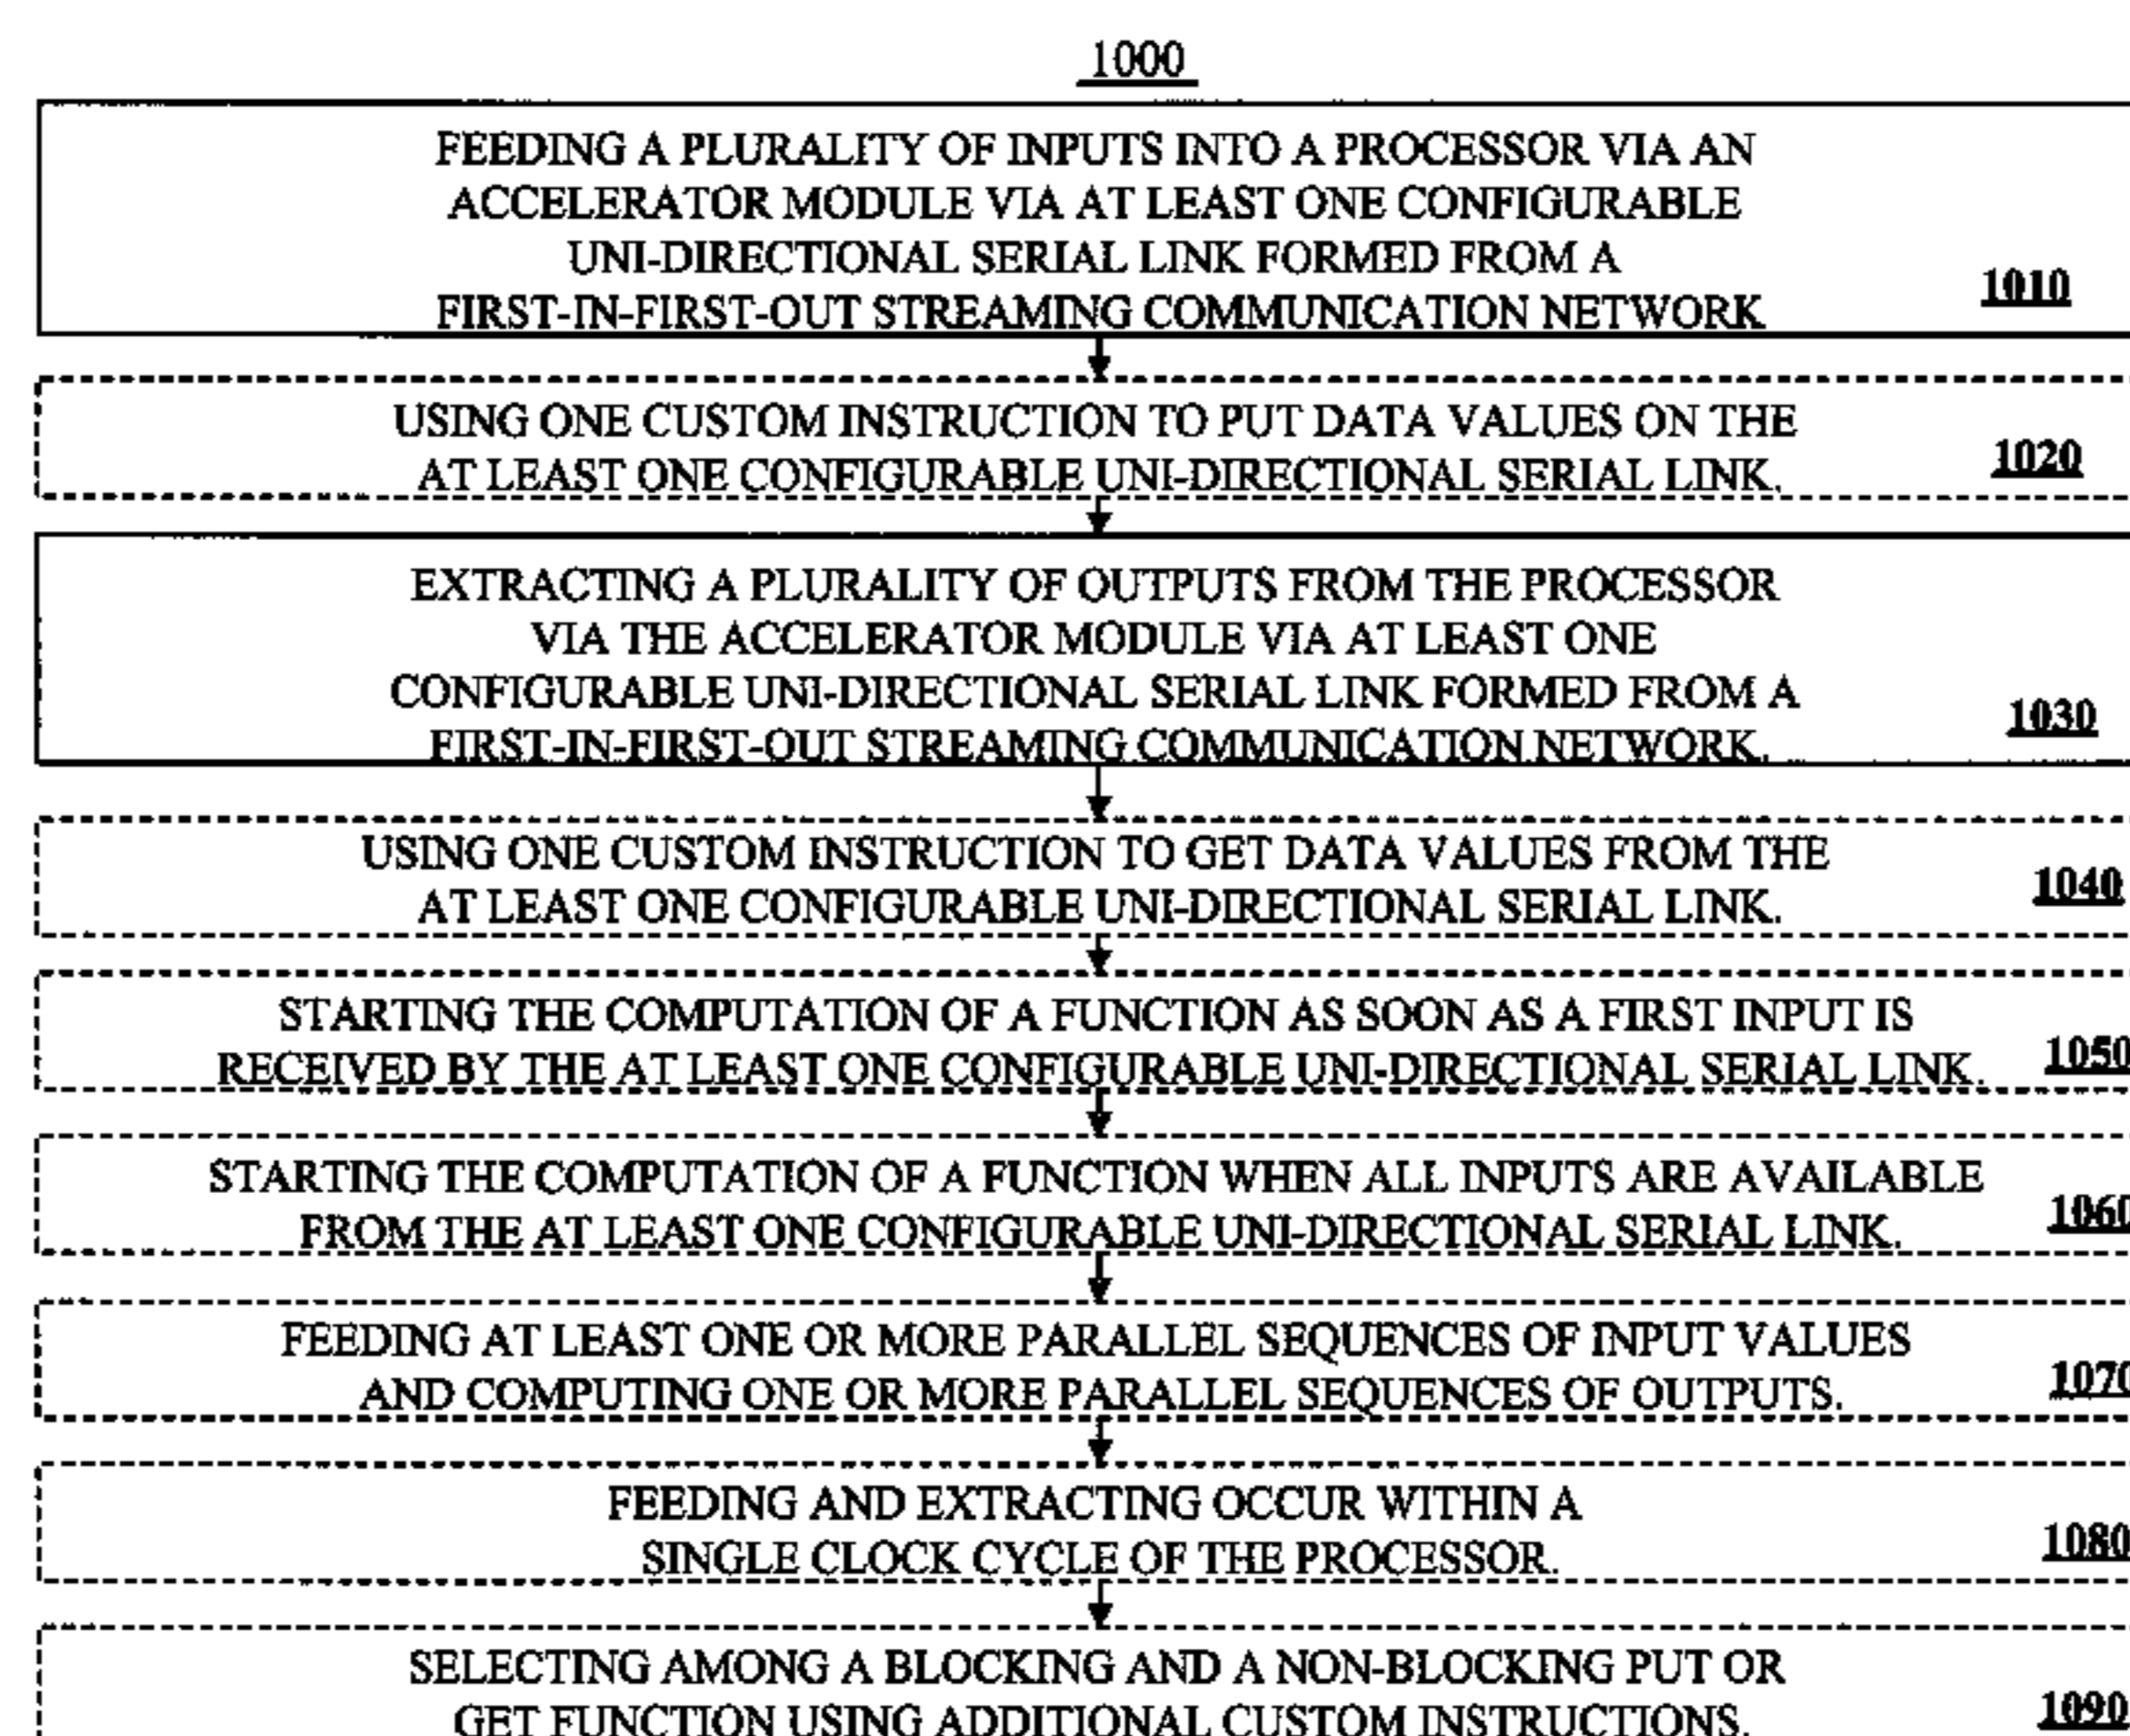 1000
FEEDING A PLURALITY OF INPUTS INTO A PROCESSOR VIA AN
ACCELERATOR MODULE VIA AT LEAST ONE CONFIGURABLE
UNI-DIRECTIONAL SERIAL LINK FORMED FROM A
FIRST-IN-FIRST-OUT STREAMING COMMUNICATION NETWORK
1010
USING ONE CUSTOM INSTRUCTION TO PUT DATA VALUES ON THE
AT LEAST ONE CONFIGURABLE UNI-DIRECTIONAL SERIAL LINK.
1020
EXTRACTING A PLURALITY OF OUTPUTS FROM THE PROCESSOR
VIA THE ACCELERATOR MODULE VIA AT LEAST ONE
CONFIGURABLE UNI-DIRECTIONAL SERIAL LINK FORMED FROM A
FIRST-IN-FIRST-OUT STREAMING COMMUNICATION NETWORK.
1030
USING ONE CUSTOM INSTRUCTION TO GET DATA VALUES FROM THE
AT LEAST ONE CONFIGURABLE UNI-DIRECTIONAL SERIAL LINK.
1040
STARTING THE COMPUTATION OF A FUNCTION AS SOON AS A FIRST INPUT IS
RECEIVED BY THE AT LEAST ONE CONFIGURABLE UNI-DIRECTIONAL SERIAL LINK.
1050
STARTING THE COMPUTATION OF A FUNCTION WHEN ALL INPUTS ARE AVAILABLE
FROM THE AT LEAST ONE CONFIGURABLE UNI-DIRECTIONAL SERIAL LINK.
1060
FEEDING AT LEAST ONE OR MORE PARALLEL SEQUENCES OF INPUT VALUES
AND COMPUTING ONE OR MORE PARALLEL SEQUENCES OF OUTPUTS.
1070
FEEDING AND EXTRACTING OCCUR WITHIN A
SINGLE CLOCK CYCLE OF THE PROCESSOR.
1080
SELECTING AMONG A BLOCKING AND A NON-BLOCKING PUT OR
GET FUNCTION USING ADDITIONAL CUSTOM INSTRUCTIONS.
1090